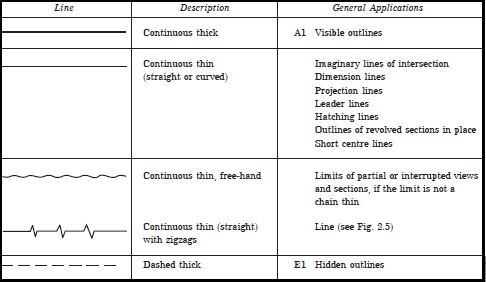 Line Description General Applications
Continuous thick A1 Visible outlines
Continuous thin Imaginary lines of intersection
(straight or curved) Dimension lines
Projection lines
Leader lines
Hatching lines
Outlines of revolved sections in place
Short centre lines
Continuous thin, free-hand Limits of partial or interrupted views
and sections, if the limit is not a
chain thin
Continuous thin (straight) Line (see Fig. 2.5)
with zigzags
Dashed thick E1 Hidden outlines